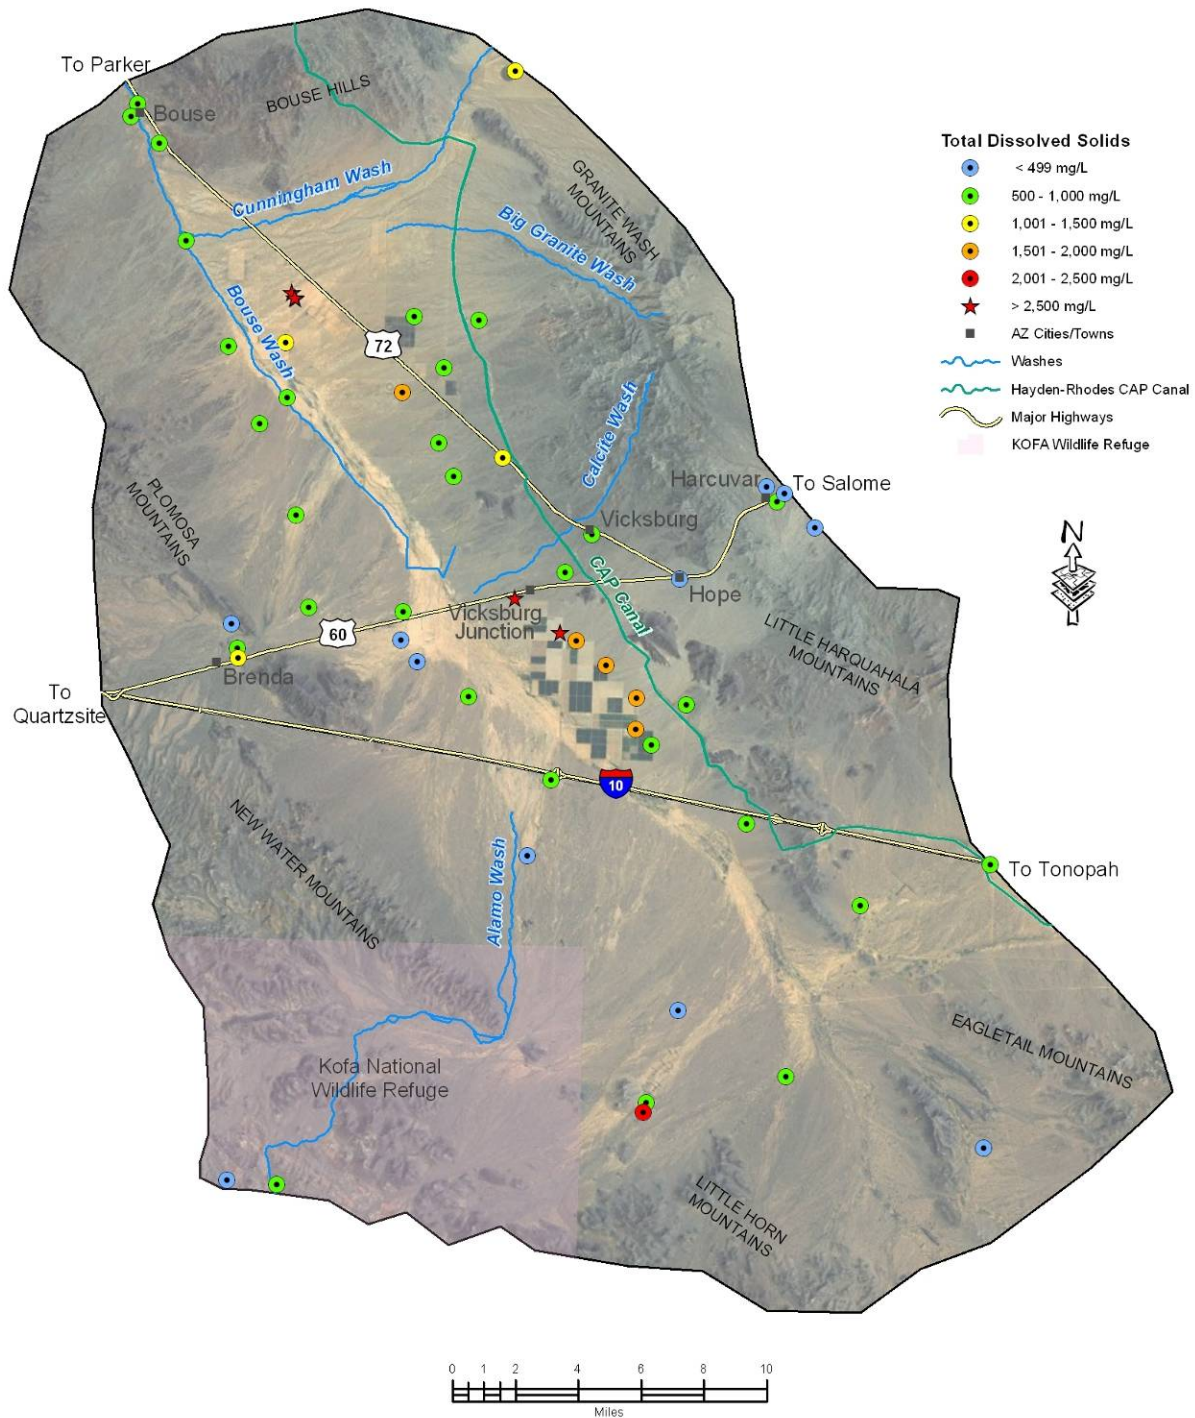 To Parker
BOUSE HILLS
Bouse
Cunningham Wash
GRANITE WASH
MOUNTAINS
Big Granite Wash
Total Dissolved Solids
< 499 mg/L
500 - 1,000 mg/L
1,001 - 1,500 mg/L
1,501 - 2,000 mg/L
2,001 - 2,500 mg/L
> 2,500 mg/L
AZ Cities/Towns
Washes
Hayden-Rhodes CAP Canal
Major Highways
KOFA Wildlife Refuge
Bouse Wash
72
Calcite Wash
Harcuvar
To Salome
PLOMOSA
MOUNTAINS
Vicksburg
N
CAP Canal
Hope
Vicksburg
Junction
60
LITTLE HARQUAHALA
MOUNTAINS
Brenda
To
Quartzsite
10
NEW WATER MOUNTAINS
Alamo Wash
To Tonopah
EAGLETAIL MOUNTAINS
Kofa National
Wildlife Refuge
LITTLE HORN
MOUNTAINS
0 1 2 4 6 8 10
Miles